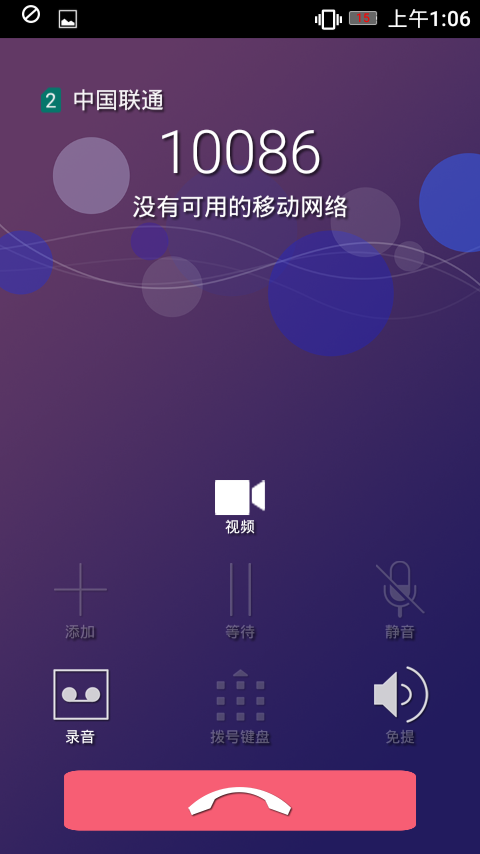 15 上午1:06
2 中国联通
10086
没有可用的移动网络
视频
添加 等待 静音
录音 拨号键盘 免提